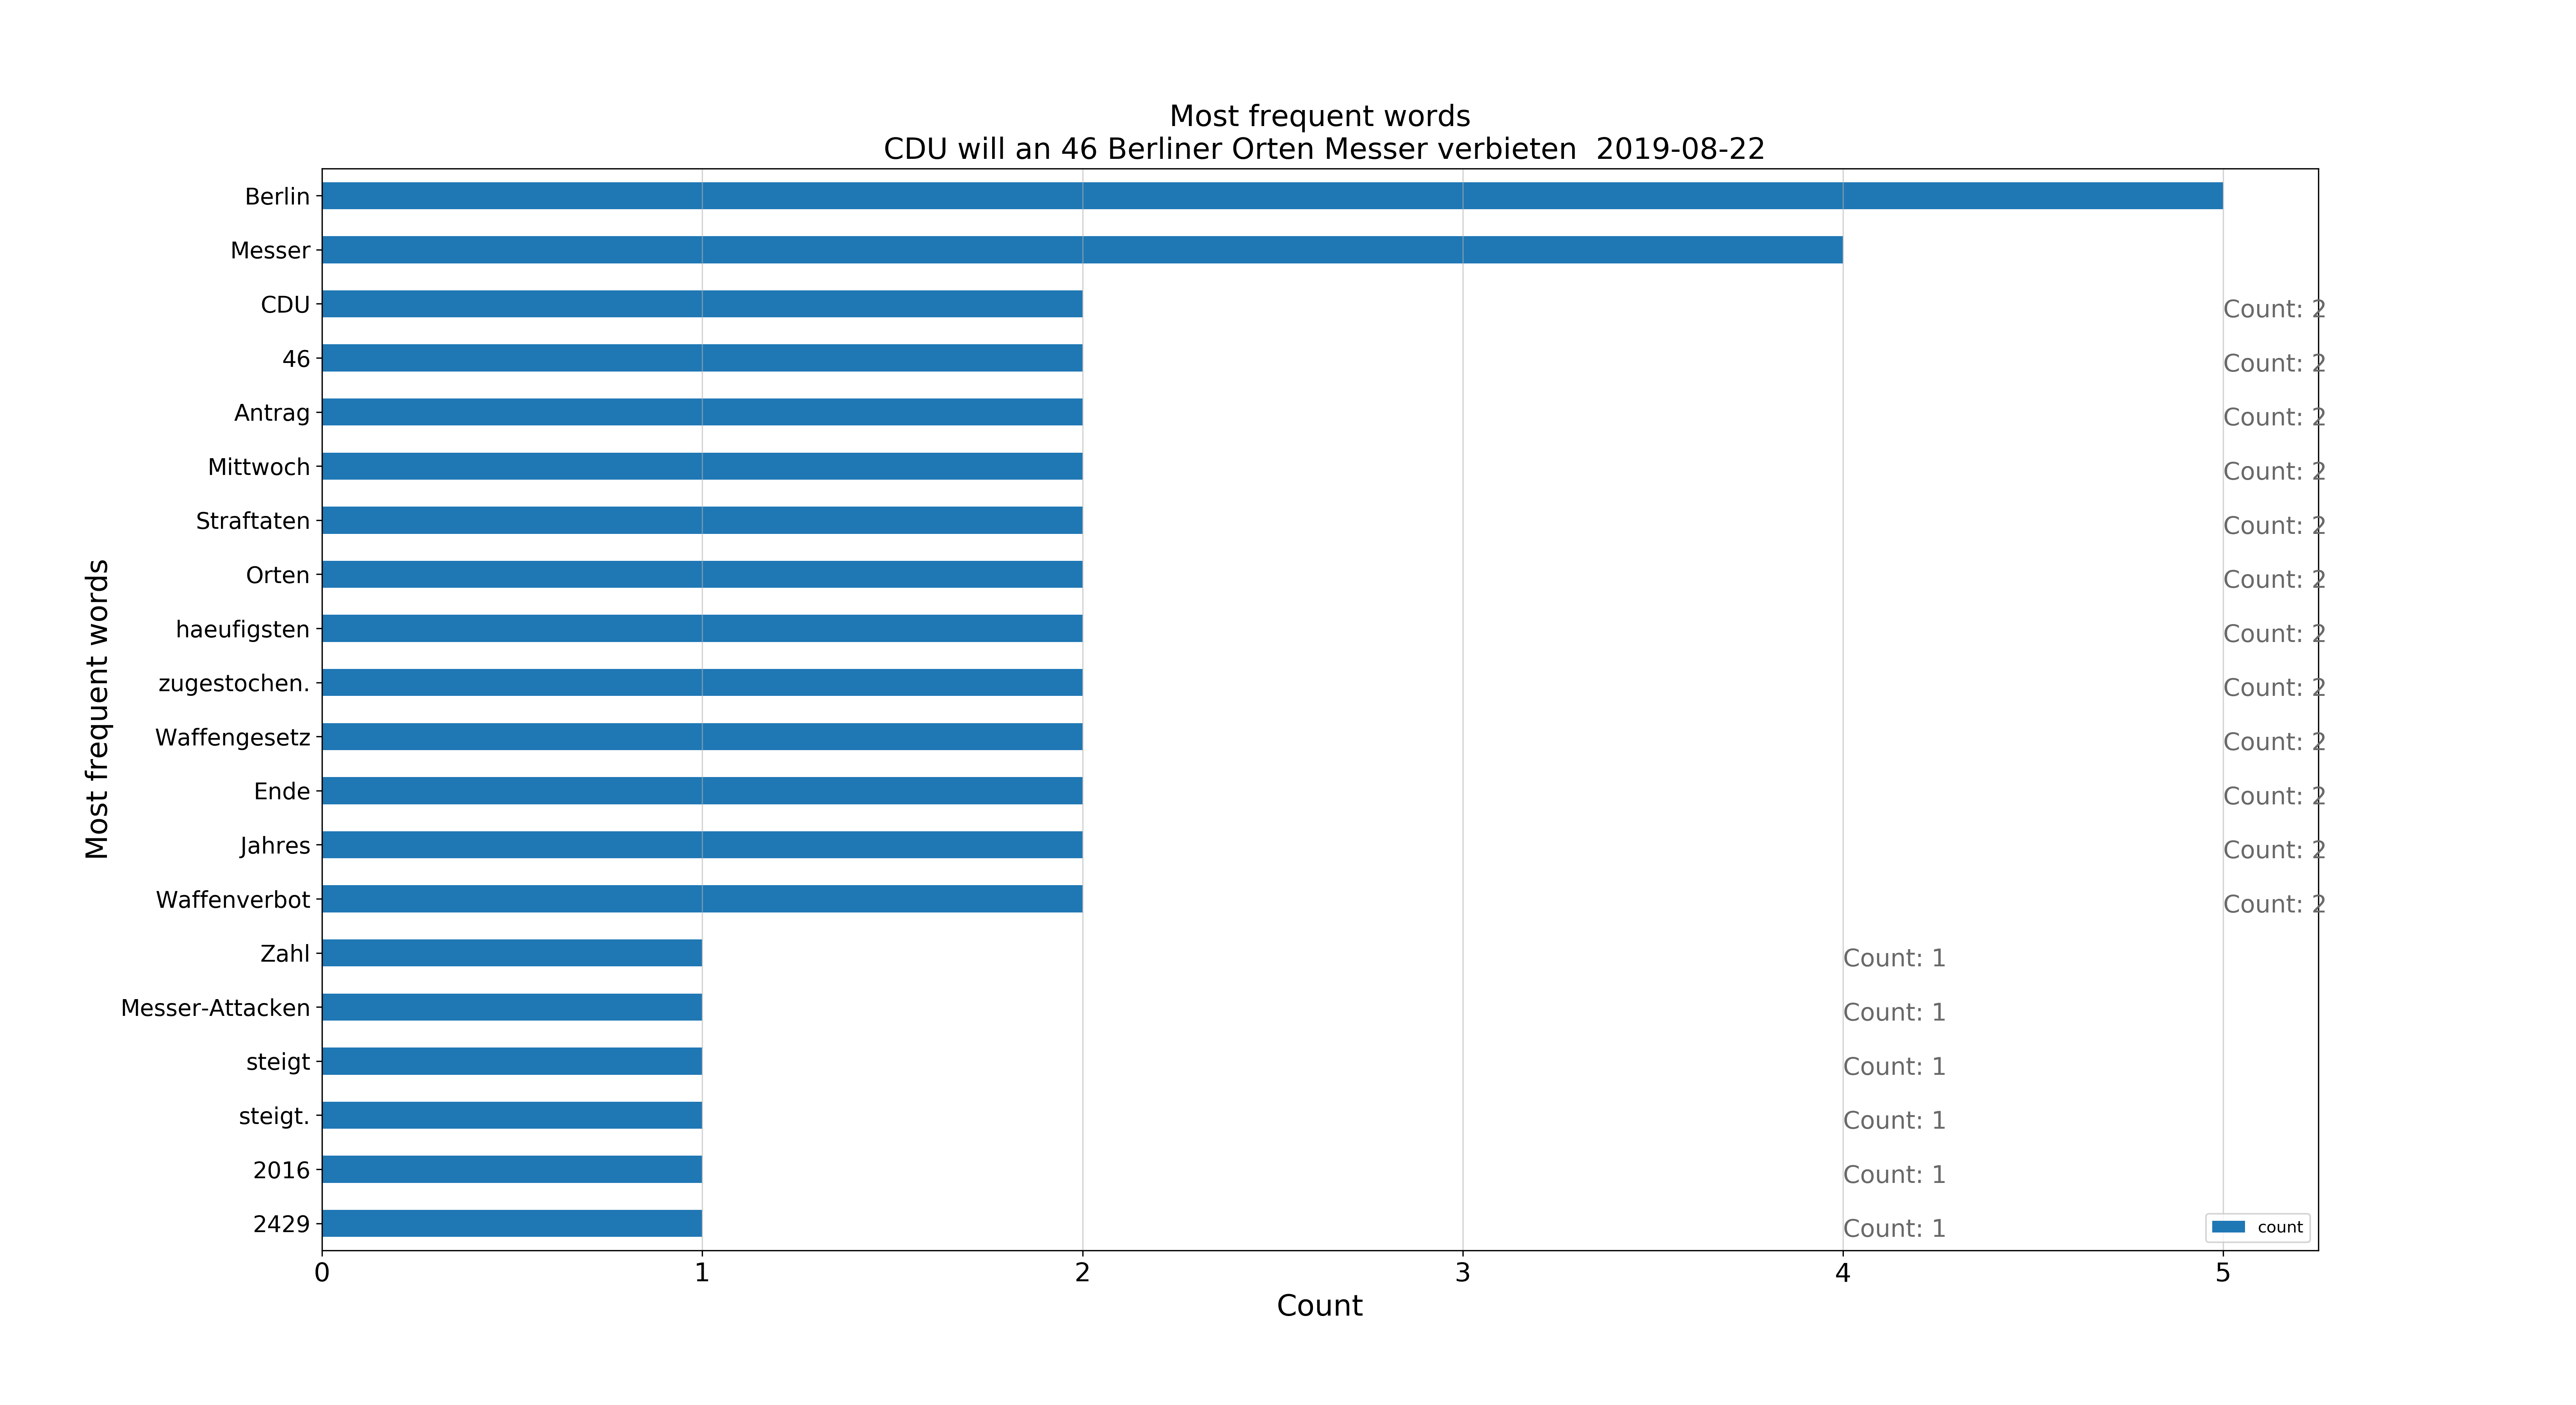 Most frequent words
CDU will an 46 Berliner Orten Messer verbieten  2019-08-22
Most frequent words
Berlin
Messer
CDU Count: 2
46 Count: 2
Antrag Count: 2
Mittwoch Count: 2
Straftaten Count: 2
Orten Count: 2
haeufigsten Count: 2
zugestochen. Count: 2
Waffengesetz Count: 2
Ende Count: 2
Jahres Count: 2
Waffenverbot Count: 2
Zahl Count: 1
Messer-Attacken Count: 1
steigt Count: 1
steigt. Count: 1
2016 Count: 1
2429 Count: 1
count
0 1 2 3 4 5
Count